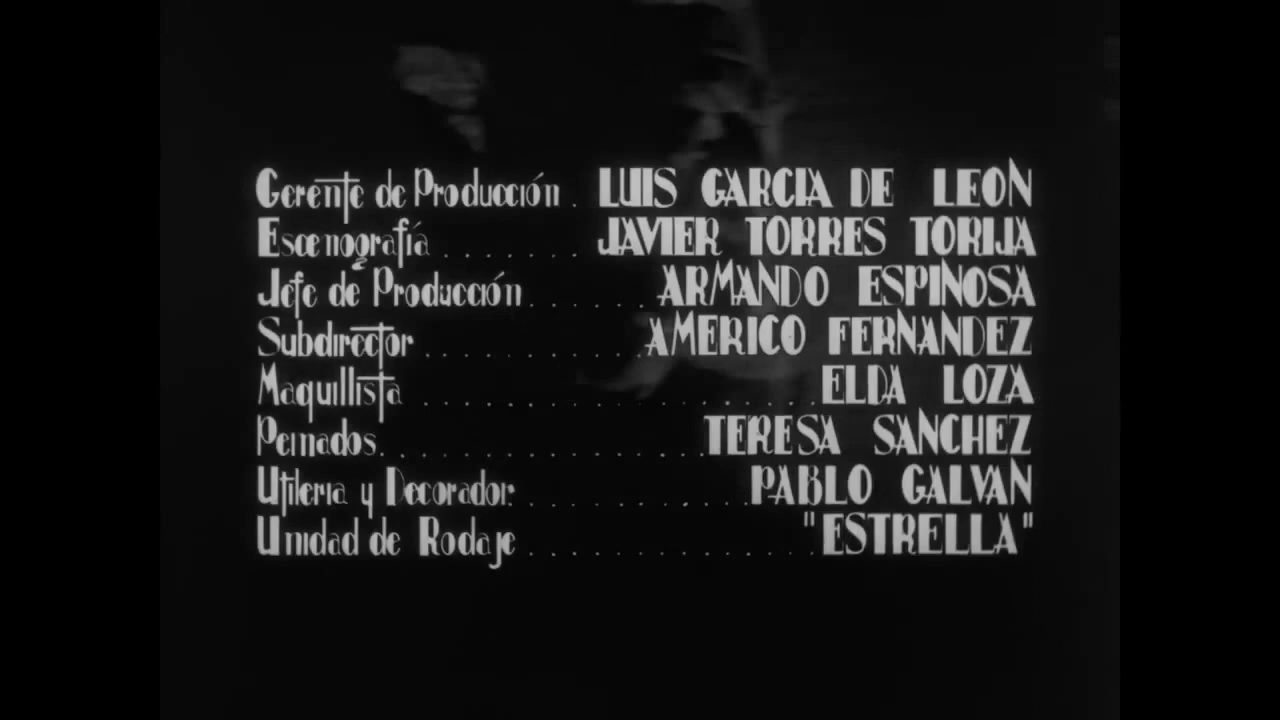 Gerente de Producción . LUIS GARCIA DE LEON
Escenografía ....... JAVIER TORRES TORIJA
Jefe de Producción ...... ARMANDO ESPINOSA
Subdirector ........... AMERICO FERNANDEZ
Maquillista .................. ELDA LOZA
Peinados ................ TERESA SANCHEZ
Utileria y Decorador: ............ PABLO GALVAN
Unidad de Rodaje ............... "ESTRELLA"